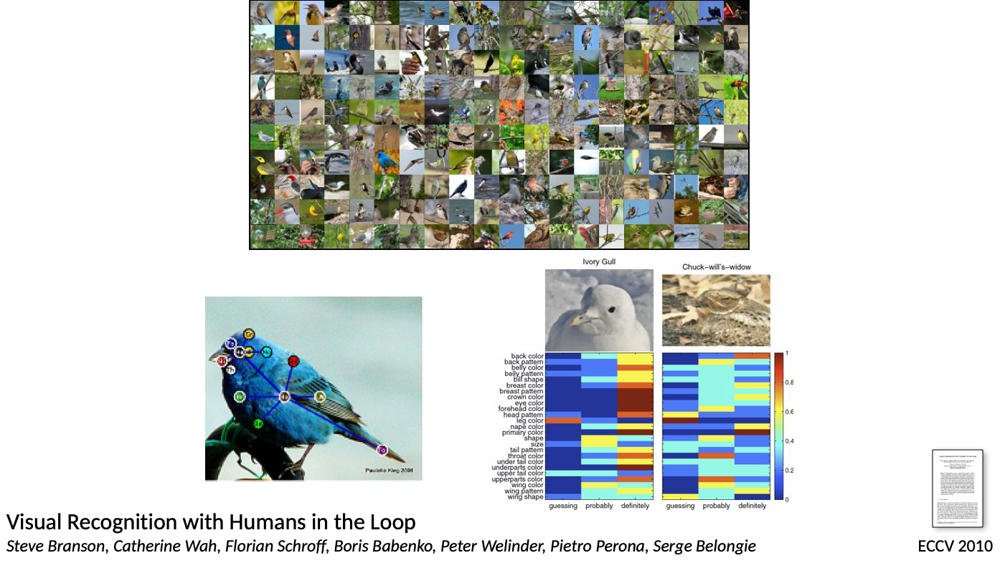 Ivory Gull
Chuck-will's-widow
back color
back pattern
belly color
belly pattern
bill shape
breast color
breast pattern
crown color
eye color
forehead color
head pattern
leg color
nape color
primary color
shape
size
tail pattern
throat color
under tail color
underparts color
upper tail color
upperparts color
wing color
wing pattern
wing shape
guessing probably definitely
guessing probably definitely
1
0.8
0.6
0.4
0.2
0
Paulette King 2008
Visual Recognition with Humans in the Loop
Steve Branson, Catherine Wah, Florian Schroff, Boris Babenko, Peter Welinder, Pietro Perona, Serge Belongie
ECCV 2010